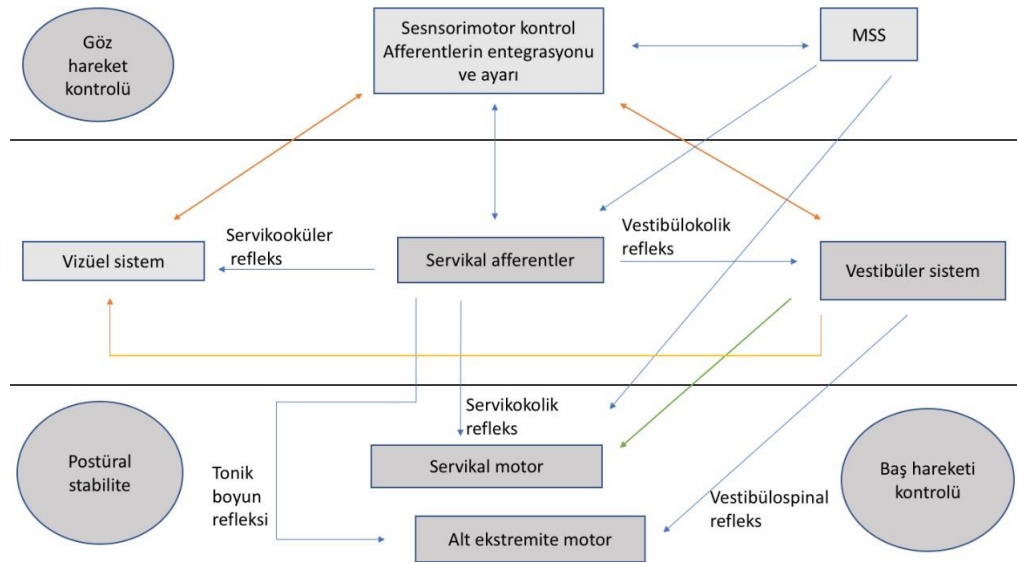 Göz
hareket
kontrolü
Sesnsorimotor kontrol
Afferentlerin entegrasyonu
ve ayarı
MSS
Servikooküler
refleks
Vestibülokolik
refleks
Vizüel sistem
Servikal afferentler
Vestibüler sistem
Servikokolik
refleks
Postüral
stabilite
Tonik
boyun
refleksi
Servikal motor
Vestibülospinal
refleks
Baş hareketi
kontrolü
Alt ekstremite motor